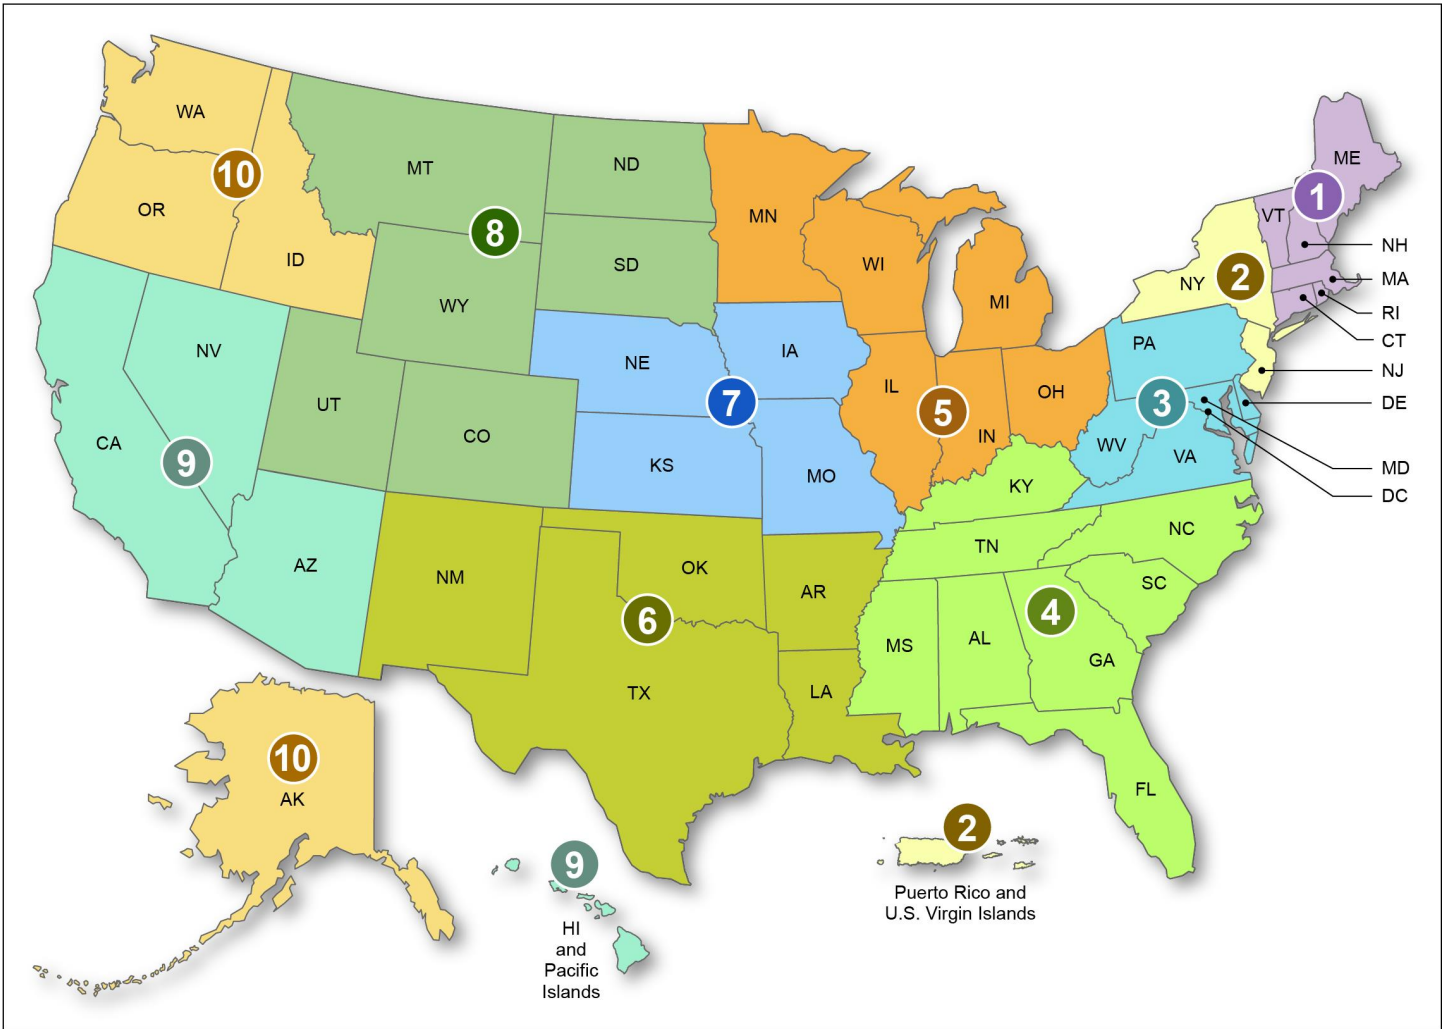 WA
10
OR
ID
MT
8
WY
UT
CO
ND
SD
MN
WI
MI
IL
5
IN
OH
NE
IA
7
KS
MO
CA
NV
9
AZ
NM
OK
6
TX
AR
LA
KY
TN
NC
SC
4
MS
AL
GA
FL
PA
3
WV
VA
NY
2
VT
1
ME
NH
MA
RI
CT
NJ
DE
MD
DC
10
AK
9
HI
and
Pacific
Islands
2
Puerto Rico and
U.S. Virgin Islands